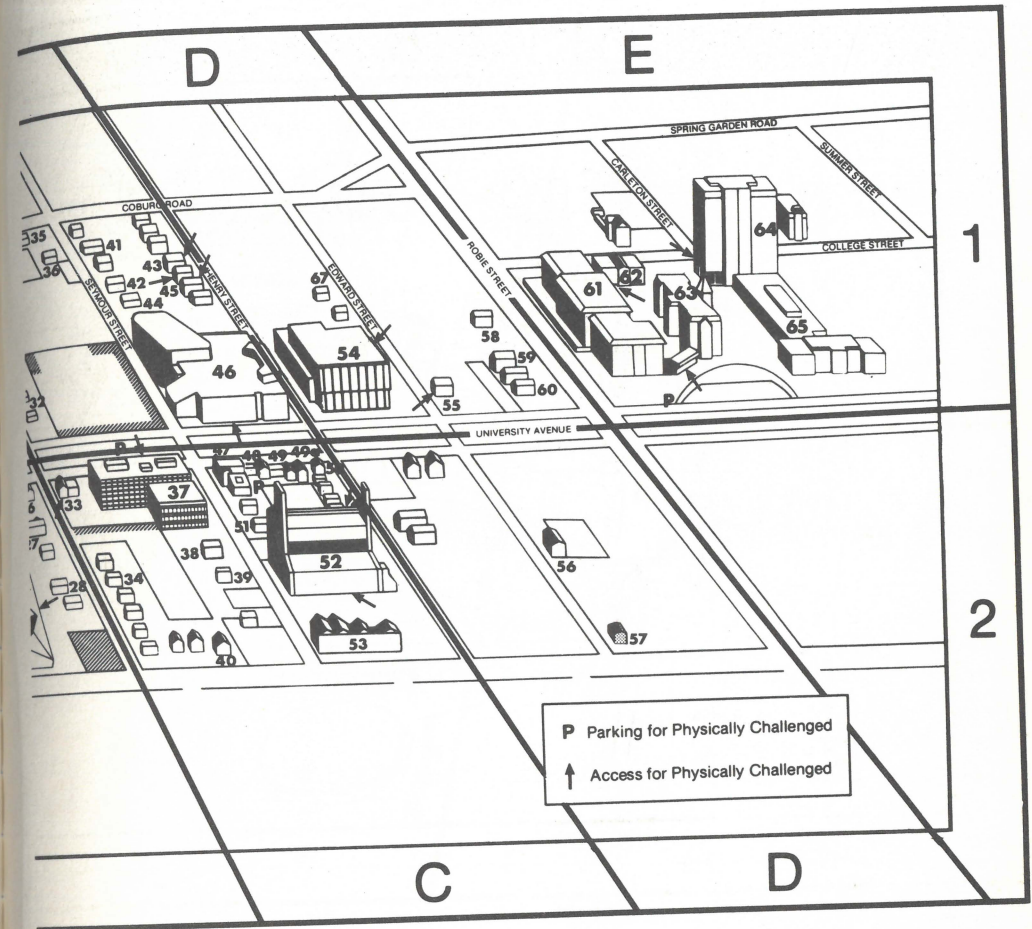 D
E
SPRING GARDEN ROAD
CARLETON STREET
SUMMER STREET
COBURG ROAD
35
36
41
42
43
44
45
HENRY STREET
SEYMOUR STREET
67
EDWARD STREET
ROBIE STREET
COLLEGE STREET
64
62
61
63
65
1
58
59
60
54
46
55
32
P
UNIVERSITY AVENUE
P
47
48
49
49
P
37
33
51
38
39
52
34
28
56
57
53
40
2
P Parking for Physically Challenged
↑ Access for Physically Challenged
C
D